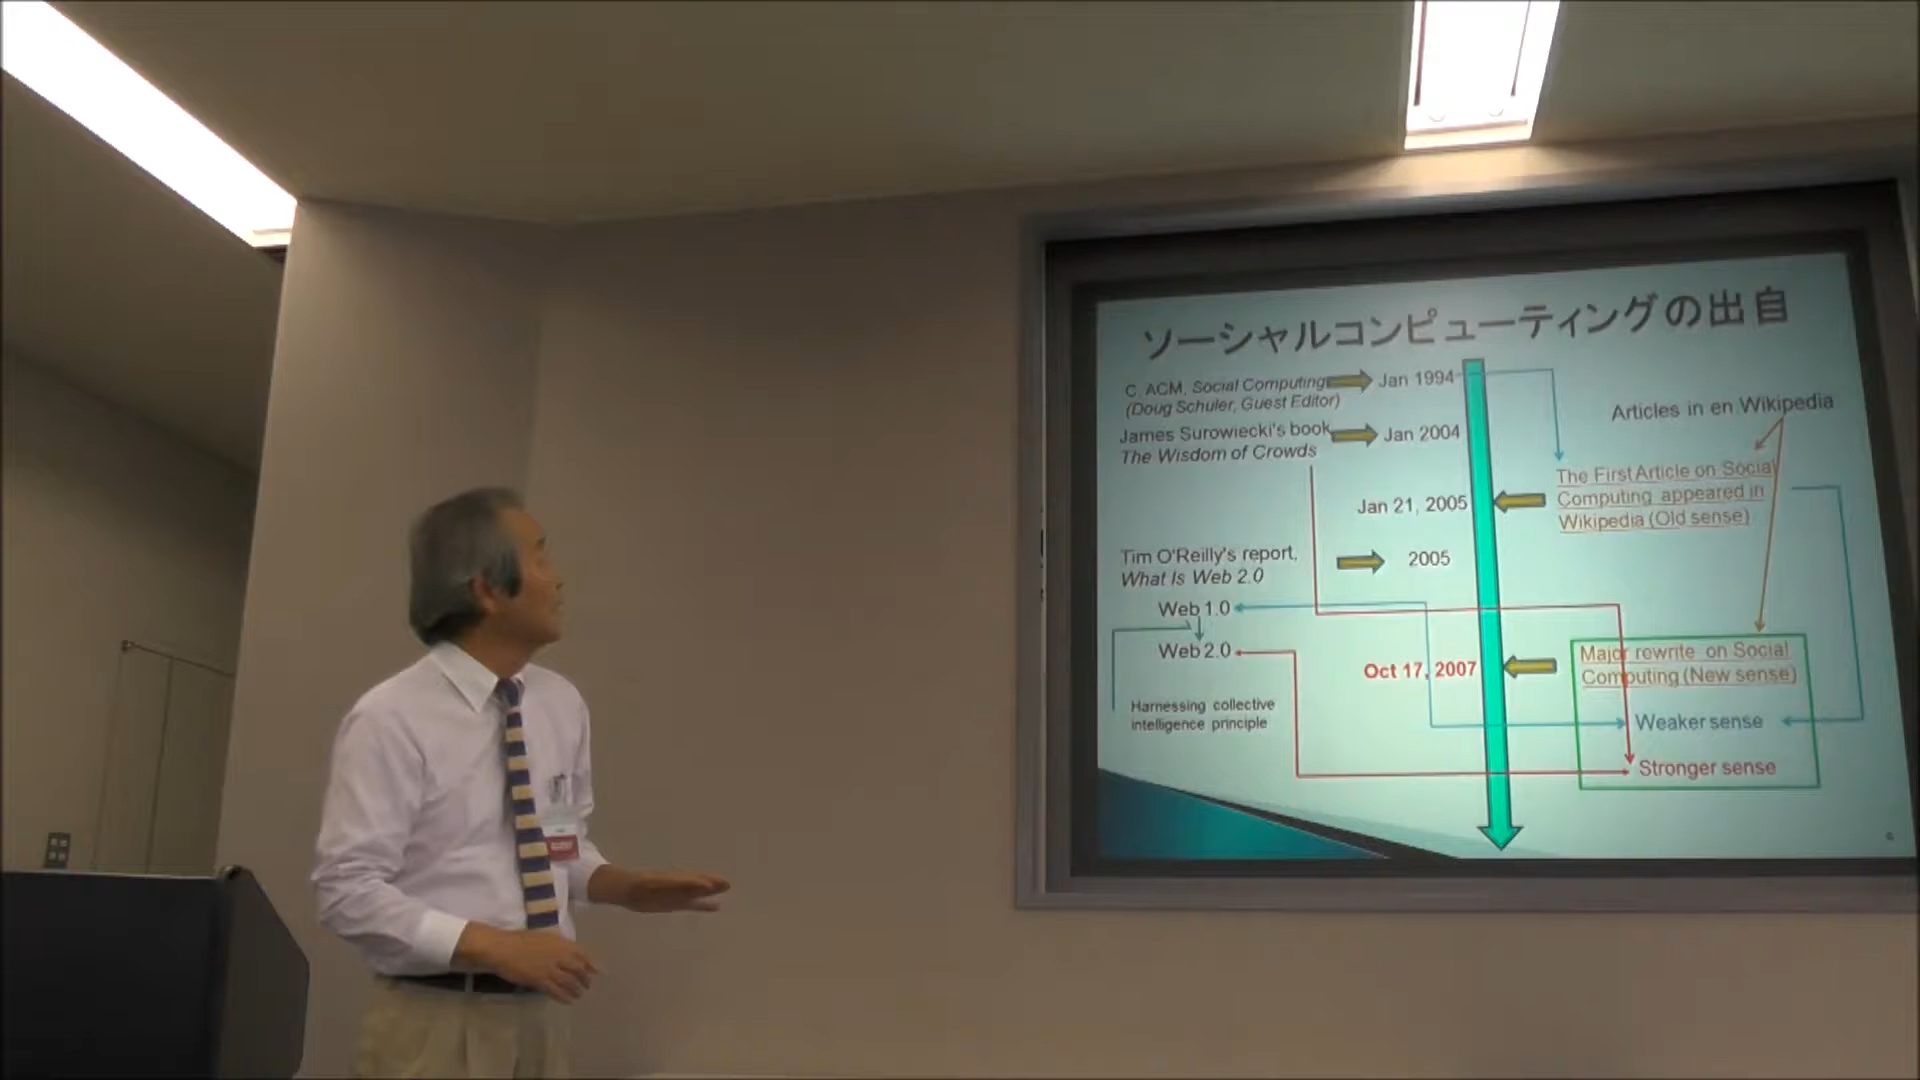 ソーシャルコンピューティングの出自
C. ACM, Social Computing
(Doug Schuler, Guest Editor)
Jan 1994
James Surowiecki's book,
The Wisdom of Crowds
Jan 2004
Articles in en Wikipedia
The First Article on Social
Computing appeared in
Wikipedia (Old sense)
Jan 21, 2005
Tim O'Reilly's report,
What Is Web 2.0
2005
Web 1.0
Web 2.0
Harnessing collective
intelligence principle
Oct 17, 2007
Major rewrite on Social
Computing (New sense)
Weaker sense
Stronger sense